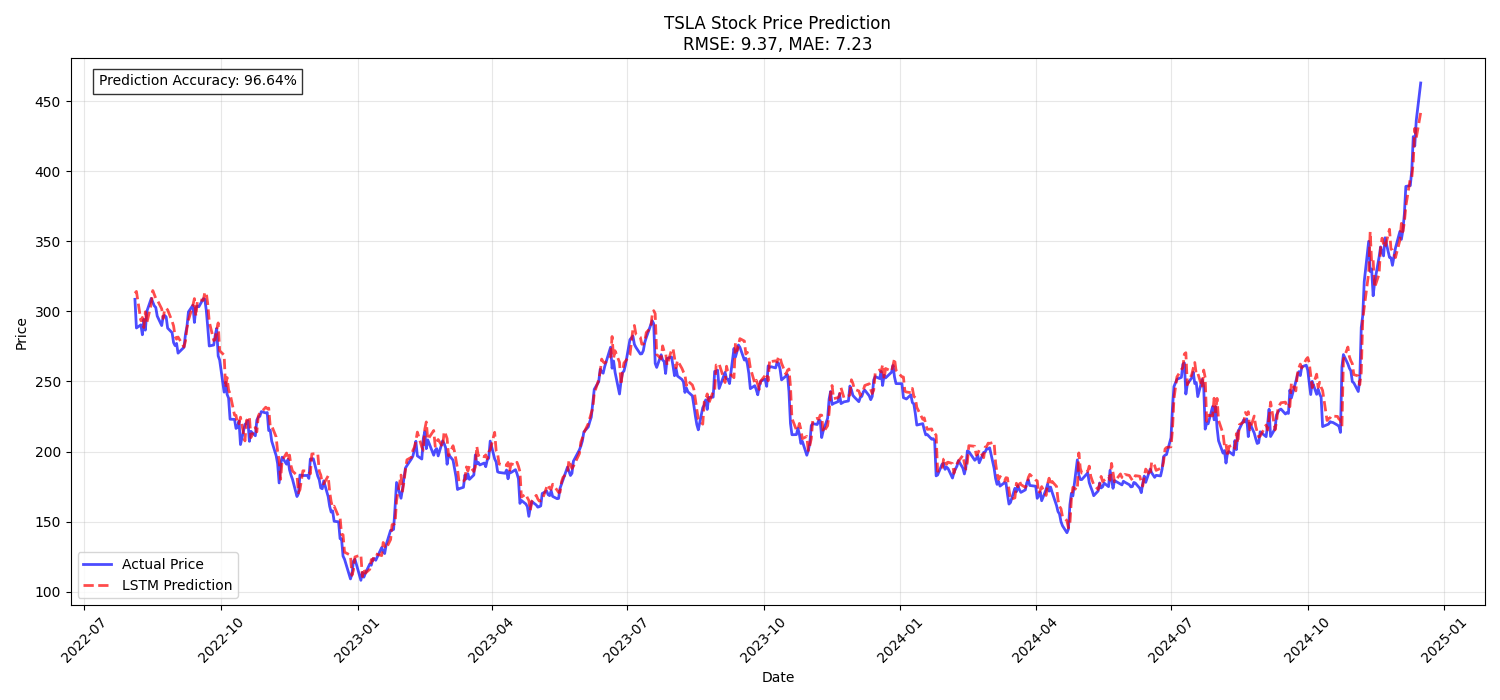 TSLA Stock Price Prediction
RMSE: 9.37, MAE: 7.23
Prediction Accuracy: 96.64%
450
400
350
300
250
200
150
100
Price
Actual Price
LSTM Prediction
2022-07
2022-10
2023-01
2023-04
2023-07
2023-10
2024-01
2024-04
2024-07
2024-10
2025-01
Date